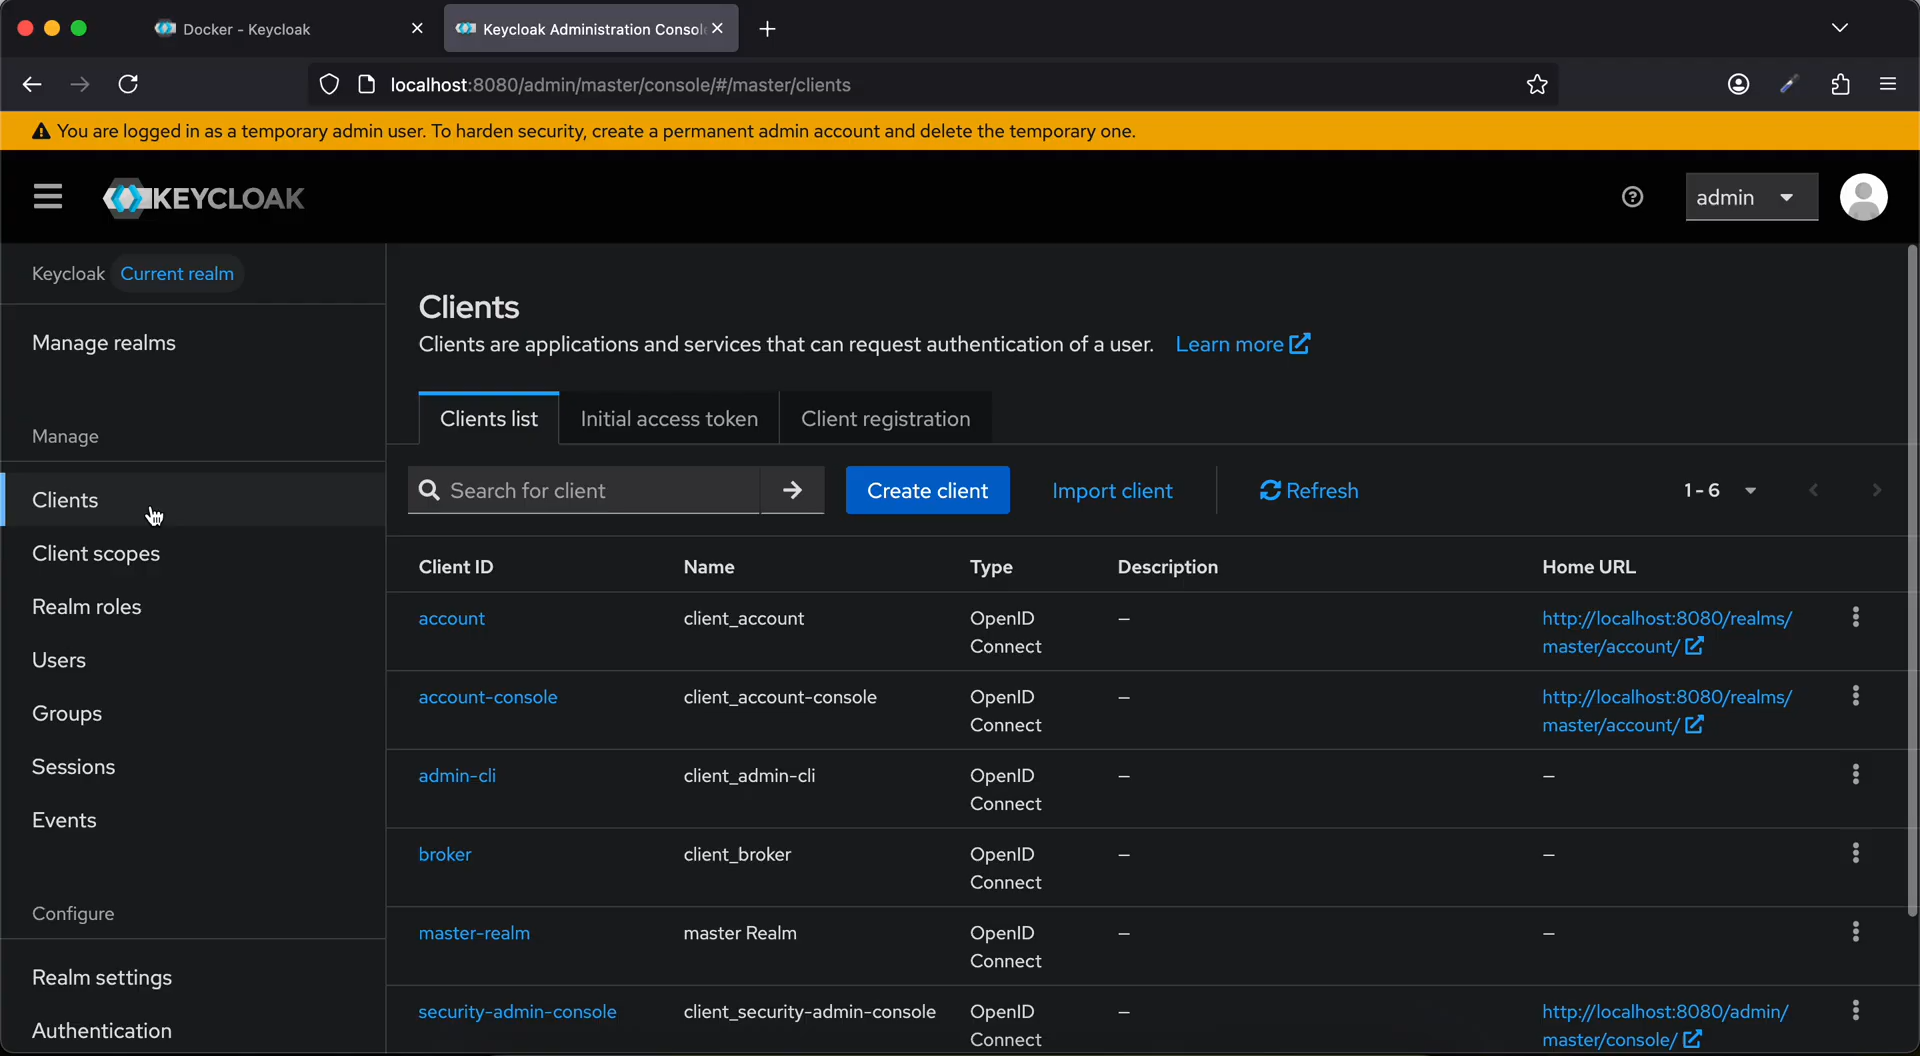 Docker - Keycloak
Keycloak Administration Consol
localhost:8080/admin/master/console/#/master/clients
You are logged in as a temporary admin user. To harden security, create a permanent admin account and delete the temporary one.
KEYCLOAK
admin
Keycloak Current realm
Manage realms
Manage
Clients
Client scopes
Realm roles
Users
Groups
Sessions
Events
Configure
Realm settings
Authentication
Clients
Clients are applications and services that can request authentication of a user. Learn more
Clients list Initial access token Client registration
Search for client Create client Import client Refresh 1 - 6
Client ID Name Type Description Home URL
account client_account OpenID – http://localhost:8080/realms/
Connect master/account/
account-console client_account-console OpenID – http://localhost:8080/realms/
Connect master/account/
admin-cli client_admin-cli OpenID – –
Connect
broker client_broker OpenID – –
Connect
master-realm master Realm OpenID – –
Connect
security-admin-console client_security-admin-console OpenID – http://localhost:8080/admin/
Connect master/console/